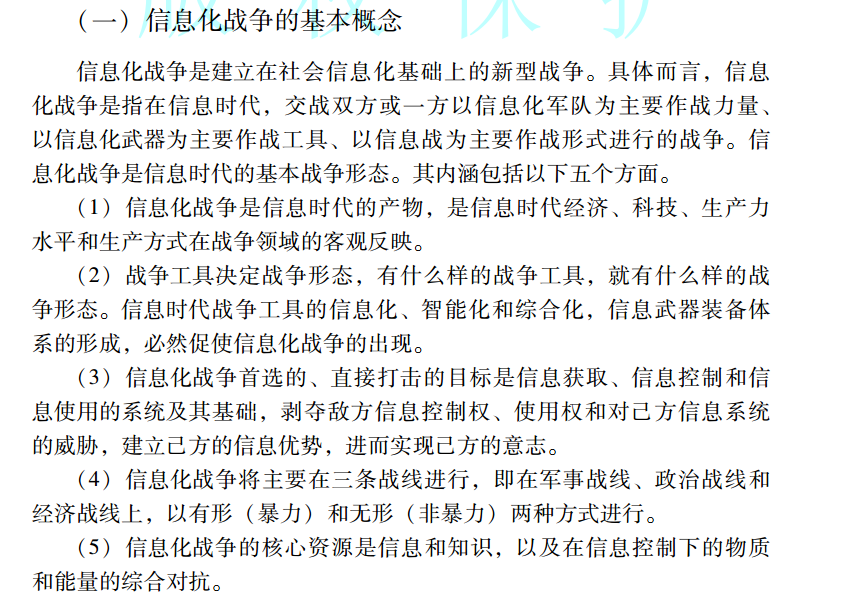 版权保护
（一）信息化战争的基本概念
信息化战争是建立在社会信息化基础上的新型战争。具体而言，信息
化战争是指在信息时代，交战双方或一方以信息化军队为主要作战力量、
以信息化武器为主要作战工具、以信息战为主要作战形式进行的战争。信
息化战争是信息时代的基本战争形态。其内涵包括以下五个方面。
（1）信息化战争是信息时代的产物，是信息时代经济、科技、生产力
水平和生产方式在战争领域的客观反映。
（2）战争工具决定战争形态，有什么样的战争工具，就有什么样的战
争形态。信息时代战争工具的信息化、智能化和综合化，信息武器装备体
系的形成，必然促使信息化战争的出现。
（3）信息化战争首选的、直接打击的目标是信息获取、信息控制和信
息使用的系统及其基础，剥夺敌方信息控制权、使用权和对己方信息系统
的威胁，建立己方的信息优势，进而实现己方的意志。
（4）信息化战争将主要在三条战线进行，即在军事战线、政治战线和
经济战线上，以有形（暴力）和无形（非暴力）两种方式进行。
（5）信息化战争的核心资源是信息和知识，以及在信息控制下的物质
和能量的综合对抗。